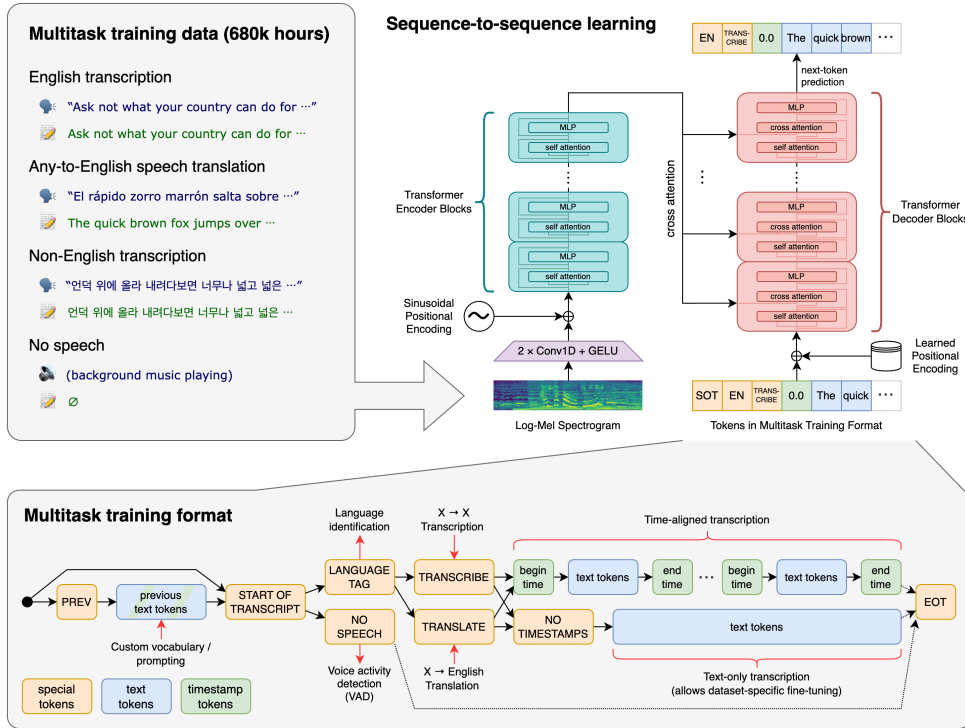 Multitask training data (680k hours)
English transcription
“Ask not what your country can do for ⋯”
Ask not what your country can do for ⋯
Any-to-English speech translation
“El rápido zorro marrón salta sobre ⋯”
The quick brown fox jumps over ⋯
Non-English transcription
“언덕 위에 올라 내려다보면 너무나 넓고 넓은 ⋯”
언덕 위에 올라 내려다보면 너무나 넓고 넓은 ⋯
No speech
(background music playing)
∅
Sequence-to-sequence learning
EN
TRANS-
CRIBE
0.0
The
quick
brown
⋯
next-token
prediction
MLP
self attention
⋯
MLP
self attention
MLP
self attention
Transformer
Encoder Blocks
Sinusoidal
Positional
Encoding
2 × Conv1D + GELU
Log-Mel Spectrogram
cross attention
⋯
MLP
cross attention
self attention
⋯
MLP
cross attention
self attention
MLP
cross attention
self attention
Transformer
Decoder Blocks
Learned
Positional
Encoding
SOT
EN
TRANS-
CRIBE
0.0
The
quick
⋯
Tokens in Multitask Training Format
Multitask training format
Language
identification
X → X
Transcription
Time-aligned transcription
PREV
previous
text tokens
START OF
TRANSCRIPT
LANGUAGE
TAG
TRANSCRIBE
begin
time
text tokens
end
time
⋯
begin
time
text tokens
end
time
EOT
NO
SPEECH
TRANSLATE
NO
TIMESTAMPS
text tokens
Custom vocabulary /
prompting
Voice activity
detection
(VAD)
X → English
Translation
Text-only transcription
(allows dataset-specific fine-tuning)
special
tokens
text
tokens
timestamp
tokens